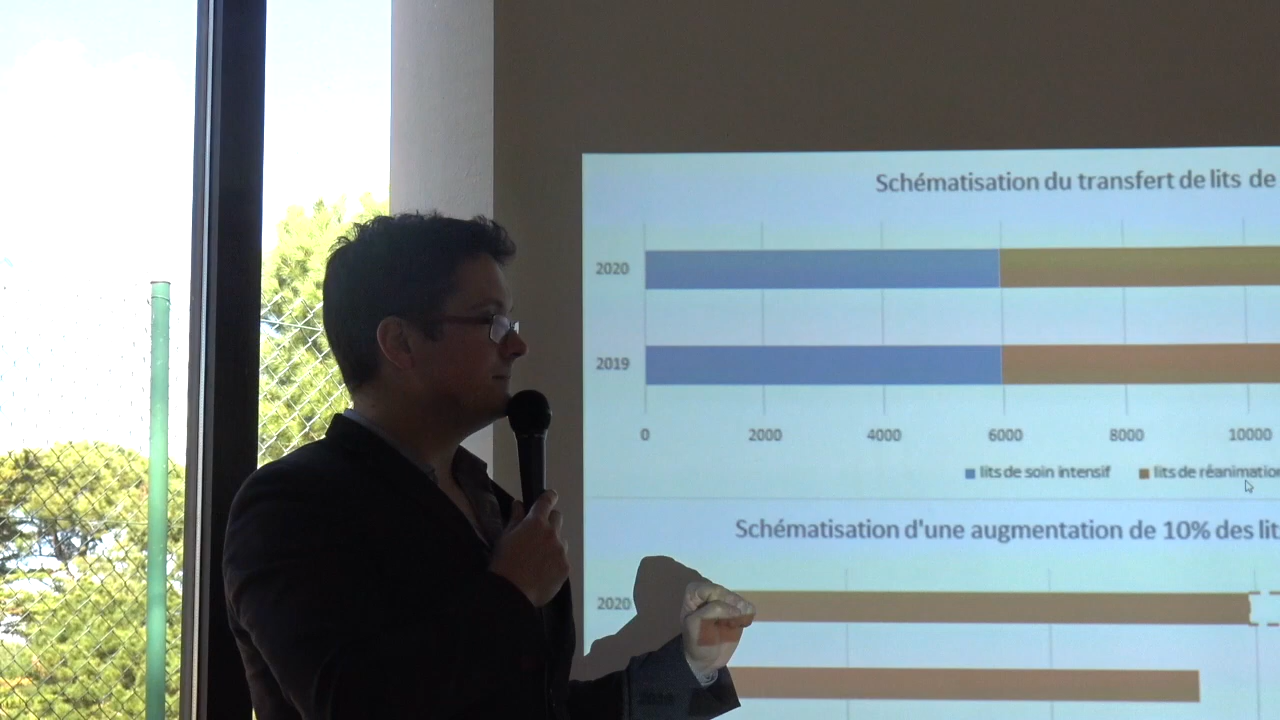 Schématisation du transfert de lits de
2020
2019
0 2000 4000 6000 8000 10000
lits de soin intensif lits de réanimation
Schématisation d'une augmentation de 10% des lit
2020